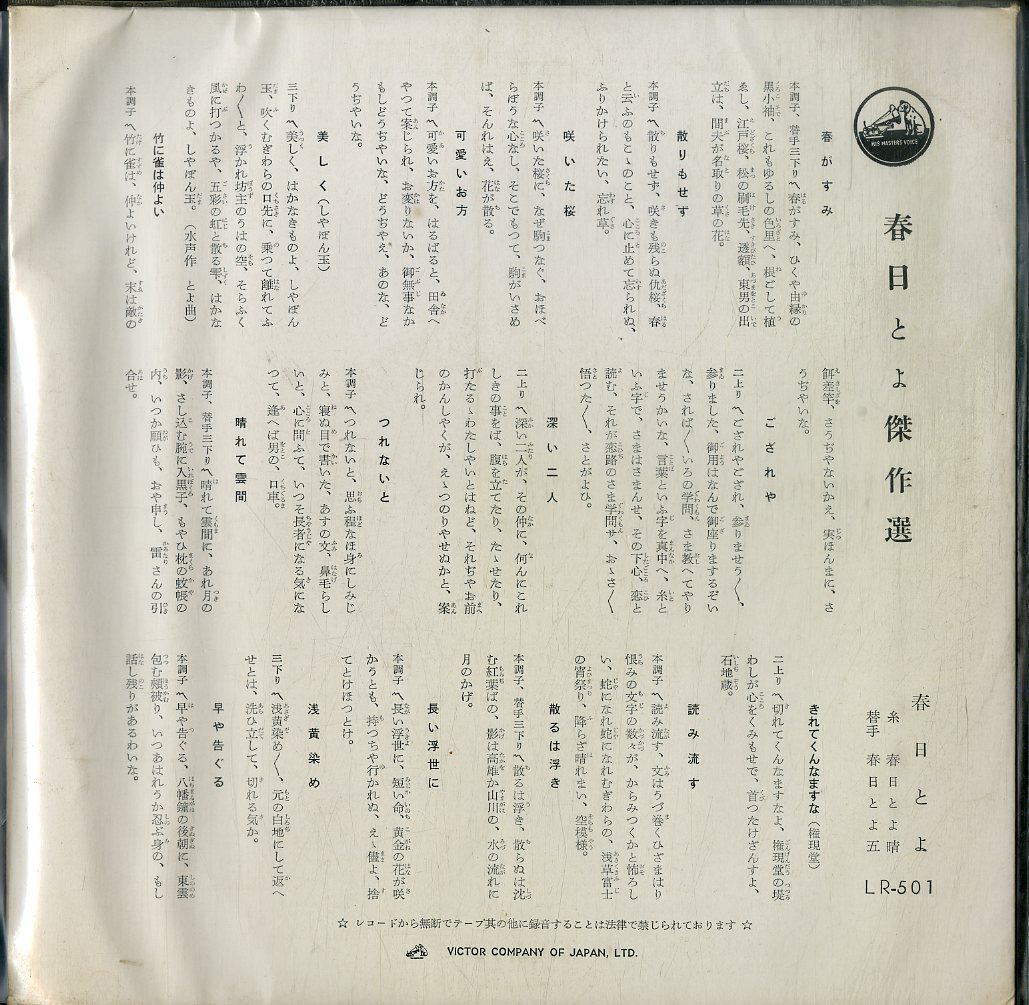 HIS MASTERS VOICE
春日とよ傑作選
春日とよ
糸 春日とよ晴
替手 春日とよ五
LR-501
春がすみ
本調子、替手三下り〽春がすみ、ひくや由縁の
黒小袖、これもゆるしの色里へ、根ごして植
ゑし、江戸桜、松の刷毛先、透額、東男の出
立は、間夫が名取りの草の花。
散りもせず
本調子〽散りもせず、咲きも残らぬ仇桜、春
と云ふのもこゝのこと、心に止めて忘られぬ、
ふりかけられたい、忘れ草。
咲いた桜
本調子〽咲いた桜に、なぜ駒つなぐ、おほべ
らぼうな心なし、そこでもつて、駒がいさめ
ば、そんれはえ、花が散る。
可愛いお方
本調子〽可愛いお方を、はるばると、田舎へ
やつて案じられ、お変りないか、御無事なか
もしどうちやいな、どうぢやえ、あのな、ど
うぢやいな。
美しく(しやぼん玉)
三下り〽美しく、はかなきものよ、しやぼん
玉、吹くむぎわらの口先に、乗つて離れてふ
わ〳〵と、浮かれ坊主のうはの空、そらふく
風に打つかるや、五彩の虹と散る雫、はかな
きものよ、しやぼん玉。(水声作 とよ曲)
竹に雀は仲よい
本調子〽竹に雀は、仲よいけれど、末は敵の
餌差竿、さうぢやないかえ、実ほんまに、さ
うぢやいな。
ござれや
二上り〽ござれやござれ、参りませう〳〵、
参りました、御用はなんで御座りまするぞい
な、されば〳〵いろの学問、さま教へてやり
ませうかいな、言葉といふ字を真中へ、糸と
いふ字で、さまはさまんせ、その下心、恋と
読む、それが恋路のさま学問サ、おゝさ〳〵
悟つた〳〵、さとがよひ。
深い二人
二上り〽深い二人が、その仲に、何んにこれ
しきの事をば、腹を立てたり、たゝせたり、
打たるゝわたしやいとはねど、それぢやお前
のかんしやくが、えゝつのりやせぬかと、案
じられ。
つれないと
本調子〽つれないと、思ふ程なほ身にしみじ
みと、寝ぬ目で書いた、あすの文、鼻毛らし
いと、心に問ふて、いつそ長者になる気にな
つて、逢へば男の、口車。
晴れて雲間
本調子、替手三下り〽晴れて雲間に、あれ月の
影、さし込む腕に入黒子、もやひ枕の蚊帳の
内、いつか願ひも、おや申し、雷さんの引
合せ。
きれてくんなますな(権現堂)
二上り〽切れてくんなますなよ、権現堂の堤
わしが心をくみもせで、首つたけざんすよ、
石地蔵。
読み流す
本調子〽読み流す、文はうづ巻くひざまはり
恨みの文字の数々が、からみつくかと怖ろし
い、蛇になれ蛇になれむぎわらの、浅草富士
の宵祭り、降らざ晴れまい、空模様。
散るは浮き
本調子、替手三下り〽散るは浮き、散らぬは沈
む紅葉ばの、影は高雄か山川の、水の流れに
月のかげ。
長い浮世に
本調子〽長い浮世に、短い命、黄金の花が咲
かうとも、持つちや行かれぬ、えゝ儘よ、捨
てとけほつとけ。
浅黄染め
三下り〽浅黄染め〳〵、元の白地にして返へ
せとは、洗ひ立して、切れる気か。
早や告ぐる
本調子〽早や告ぐる、八幡鐘の後朝に、東雲
包む頬被り、いつあはれうか忍ぶ身の、もし
話し残りがあるわいな。
☆ レコードから無断でテープ其の他に録音することは法律で禁じられております ☆
VICTOR COMPANY OF JAPAN, LTD.